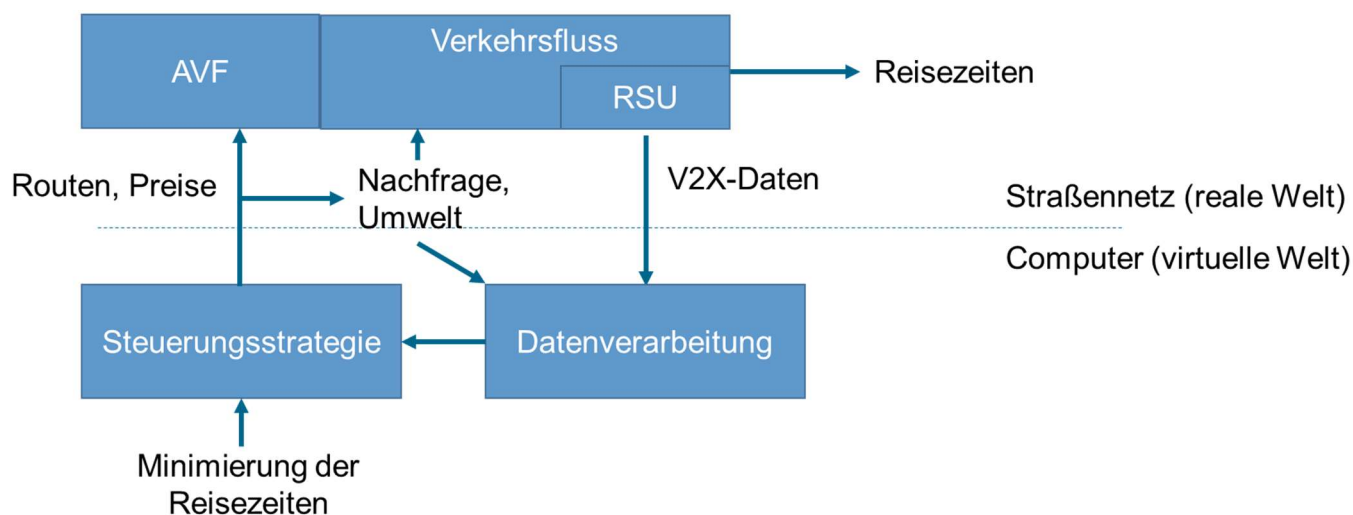 AVF
Verkehrsfluss
RSU
Reisezeiten
Routen, Preise
Nachfrage,
Umwelt
V2X-Daten
Straßennetz (reale Welt)
Computer (virtuelle Welt)
Steuerungsstrategie
Datenverarbeitung
Minimierung der
Reisezeiten